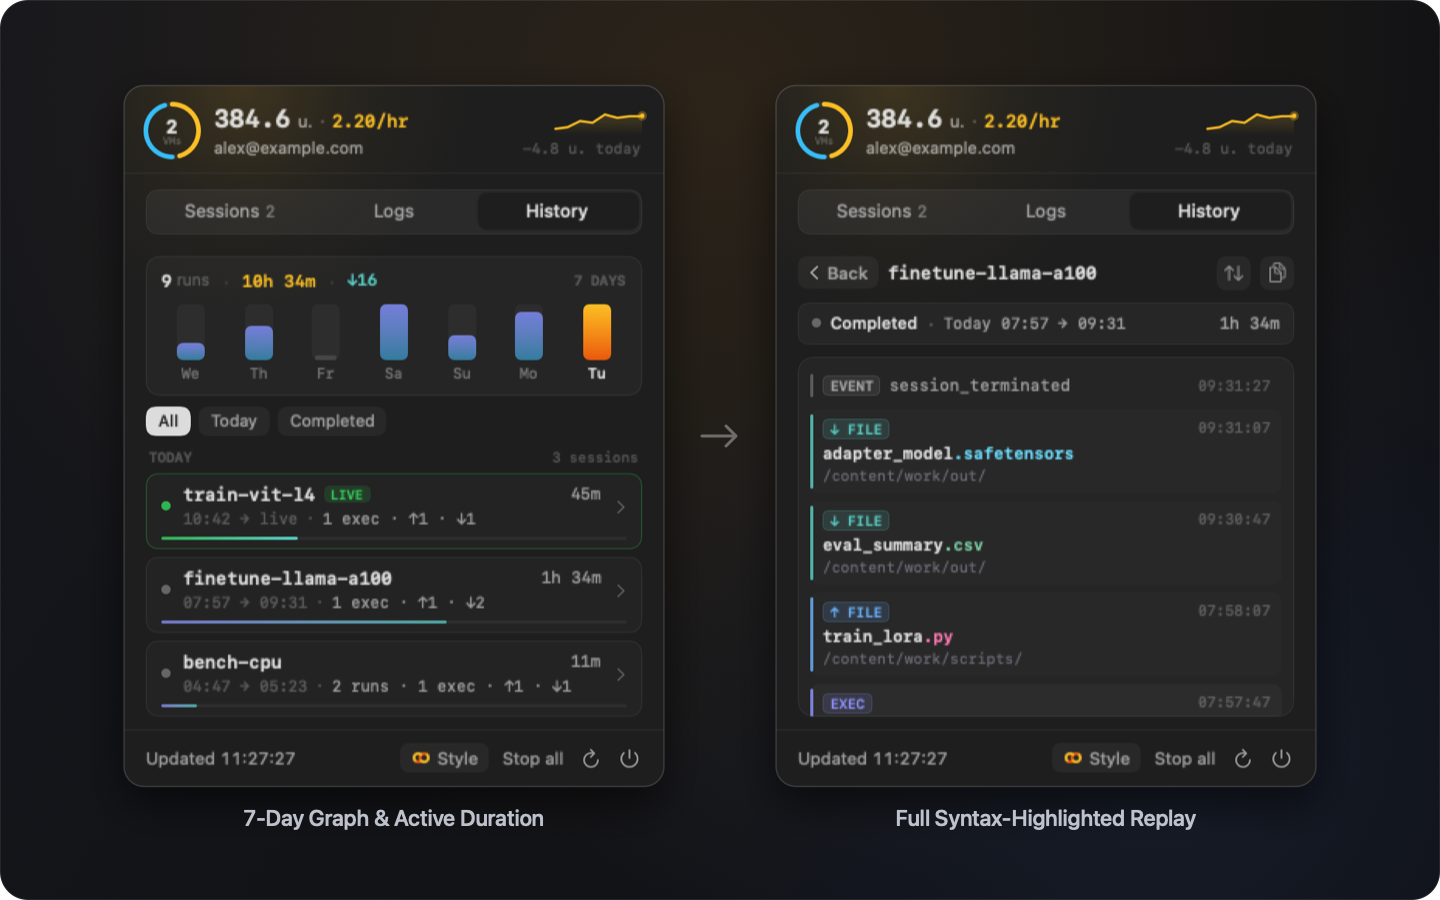 2
VMs
384.6 u. · 2.20/hr
alex@example.com
−4.8 u. today
Sessions 2
Logs
History
9 runs · 10h 34m · ↓16
7 DAYS
We Th Fr Sa Su Mo Tu
All
Today
Completed
TODAY
3 sessions
train-vit-l4 LIVE 45m
10:42 → live · 1 exec · ↑1 · ↓1
finetune-llama-a100 1h 34m
07:57 → 09:31 · 1 exec · ↑1 · ↓2
bench-cpu 11m
04:47 → 05:23 · 2 runs · 1 exec · ↑1 · ↓1
Updated 11:27:27
Style
Stop all
7-Day Graph & Active Duration
2
VMs
384.6 u. · 2.20/hr
alex@example.com
−4.8 u. today
Sessions 2
Logs
History
Back
finetune-llama-a100
Completed · Today 07:57 → 09:31 1h 34m
EVENT session_terminated 09:31:27
↓ FILE 09:31:07
adapter_model.safetensors
/content/work/out/
↓ FILE 09:30:47
eval_summary.csv
/content/work/out/
↑ FILE 07:58:07
train_lora.py
/content/work/scripts/
EXEC 07:57:47
Updated 11:27:27
Style
Stop all
Full Syntax-Highlighted Replay